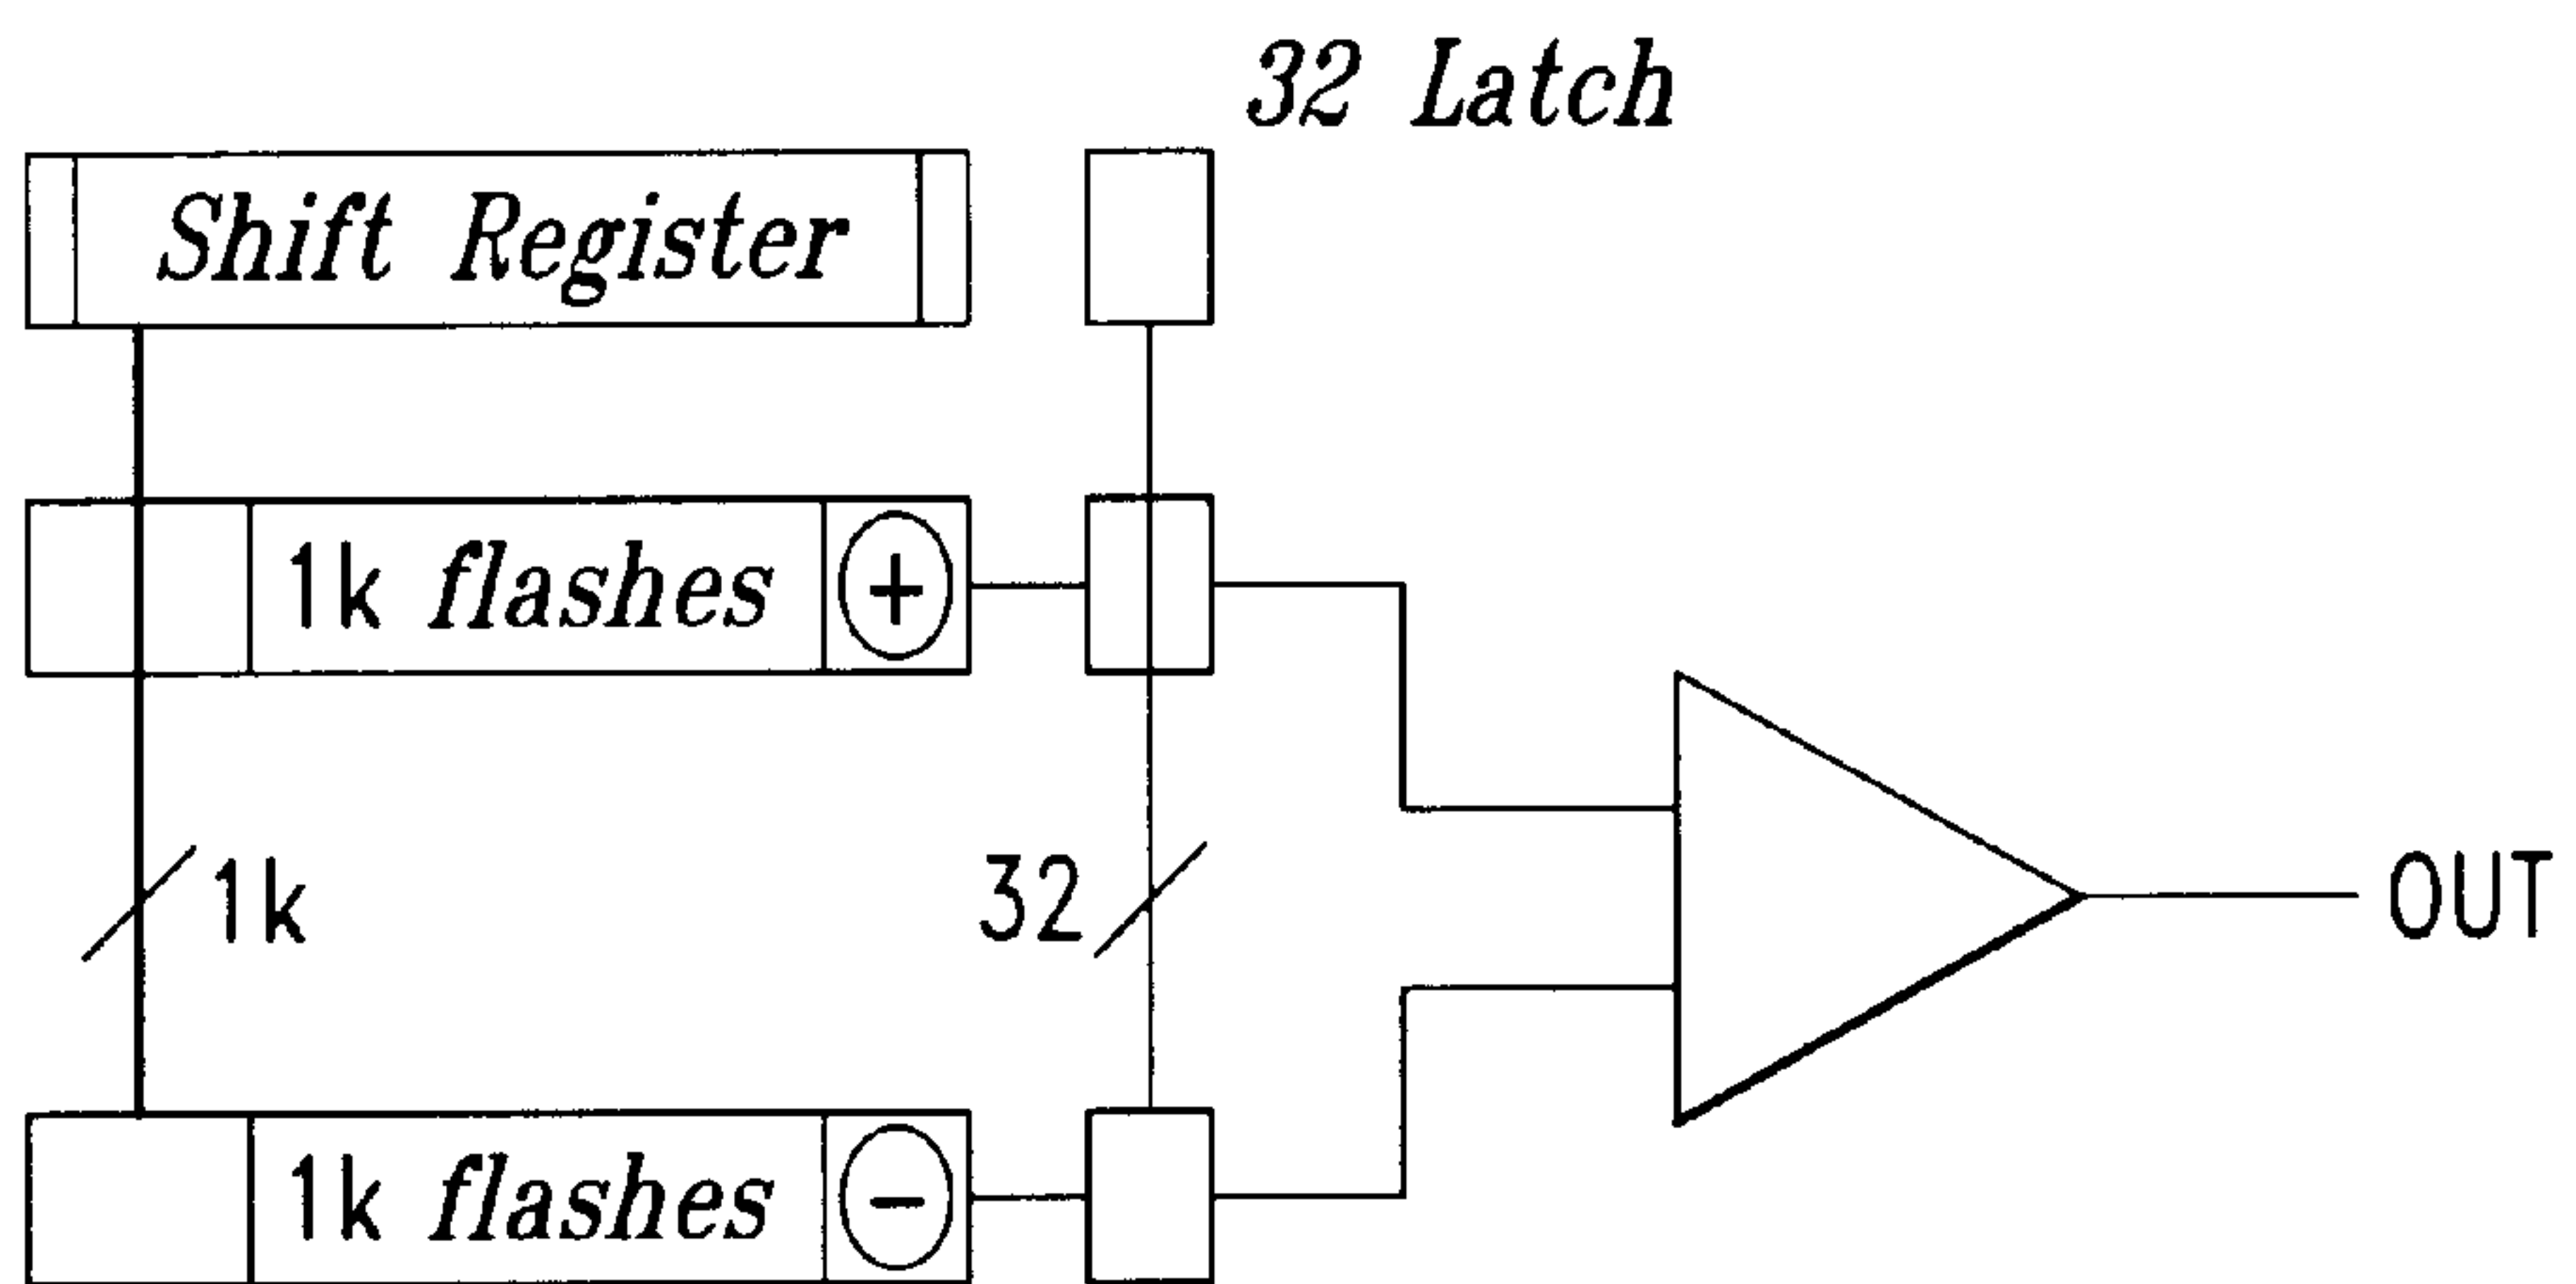 32 Latch
Shift Register
1k flashes +
1k
32
OUT
1k flashes −